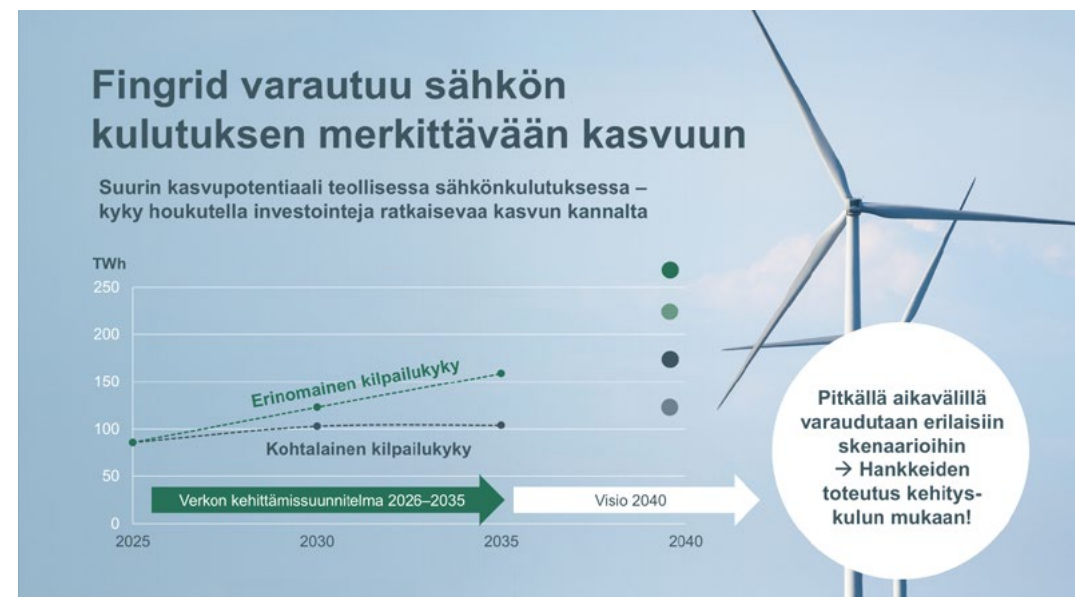 Fingrid varautuu sähkön
kulutuksen merkittävään kasvuun
Suurin kasvupotentiaali teollisessa sähkönkulutuksessa –
kyky houkutella investointeja ratkaisevaa kasvun kannalta
TWh
250
200
150
100
50
0
Erinomainen kilpailukyky
Kohtalainen kilpailukyky
Verkon kehittämissuunnitelma 2026–2035
Visio 2040
2025
2030
2035
2040
Pitkällä aikavälillä
varaudutaan erilaisiin
skenaarioihin
→ Hankkeiden
toteutus kehitys-
kulun mukaan!